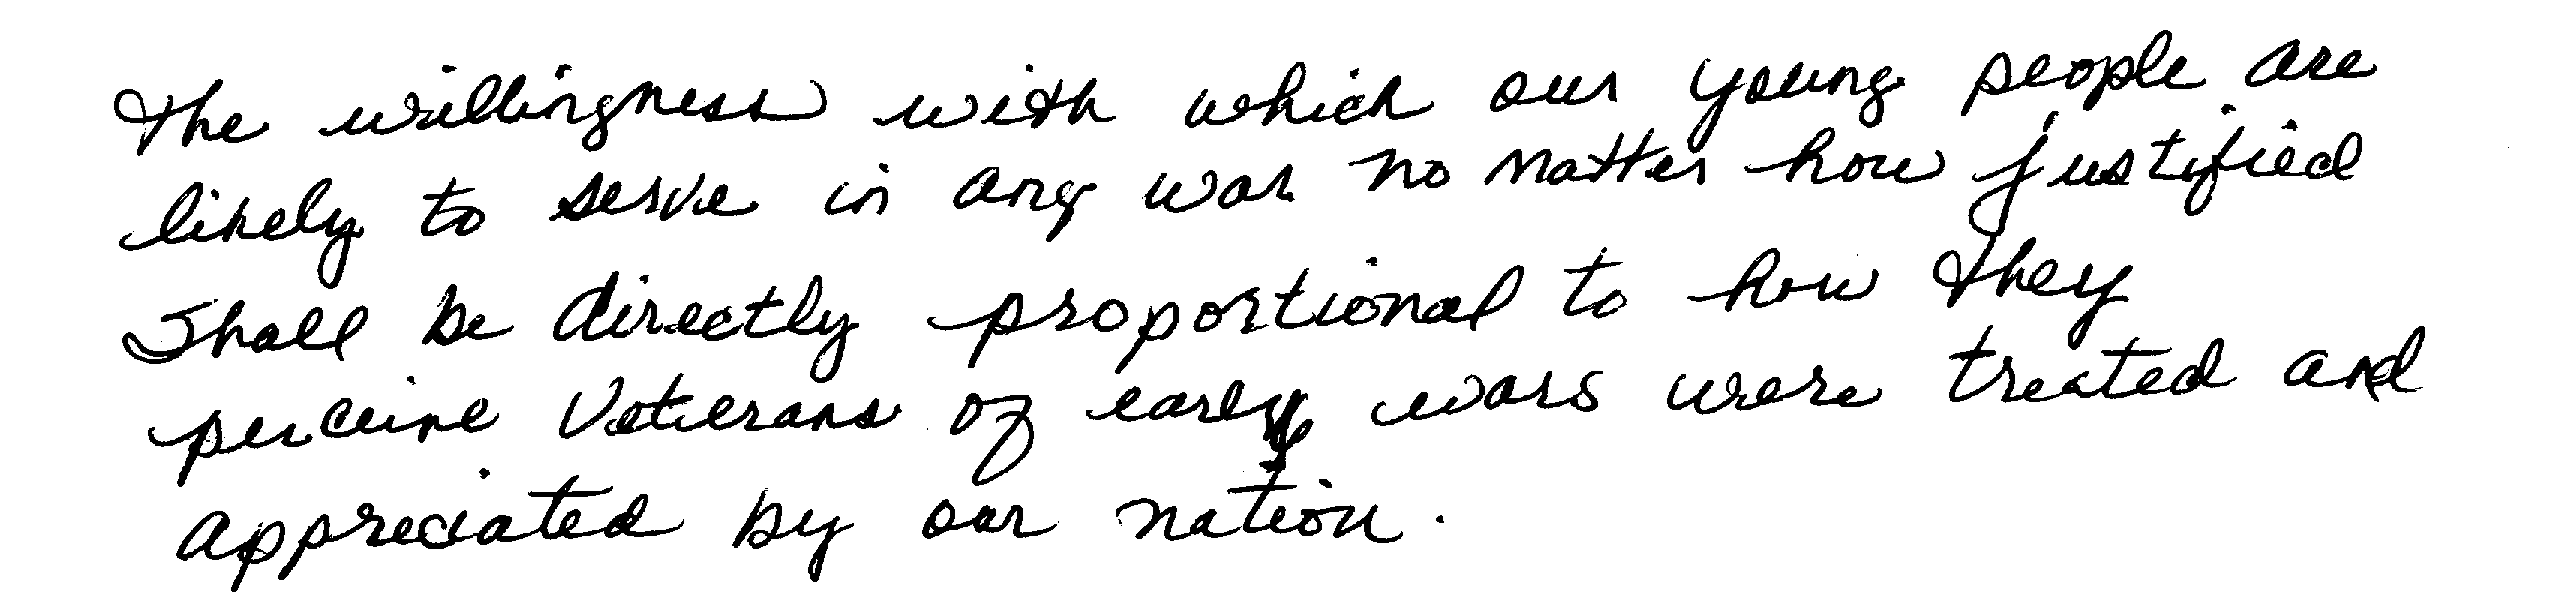 The willingness with which our young people are
likely to serve in any war no matter how justified
Shall be directly proportional to how they
perceive Veterans of early wars were treated and
appreciated by our nation.